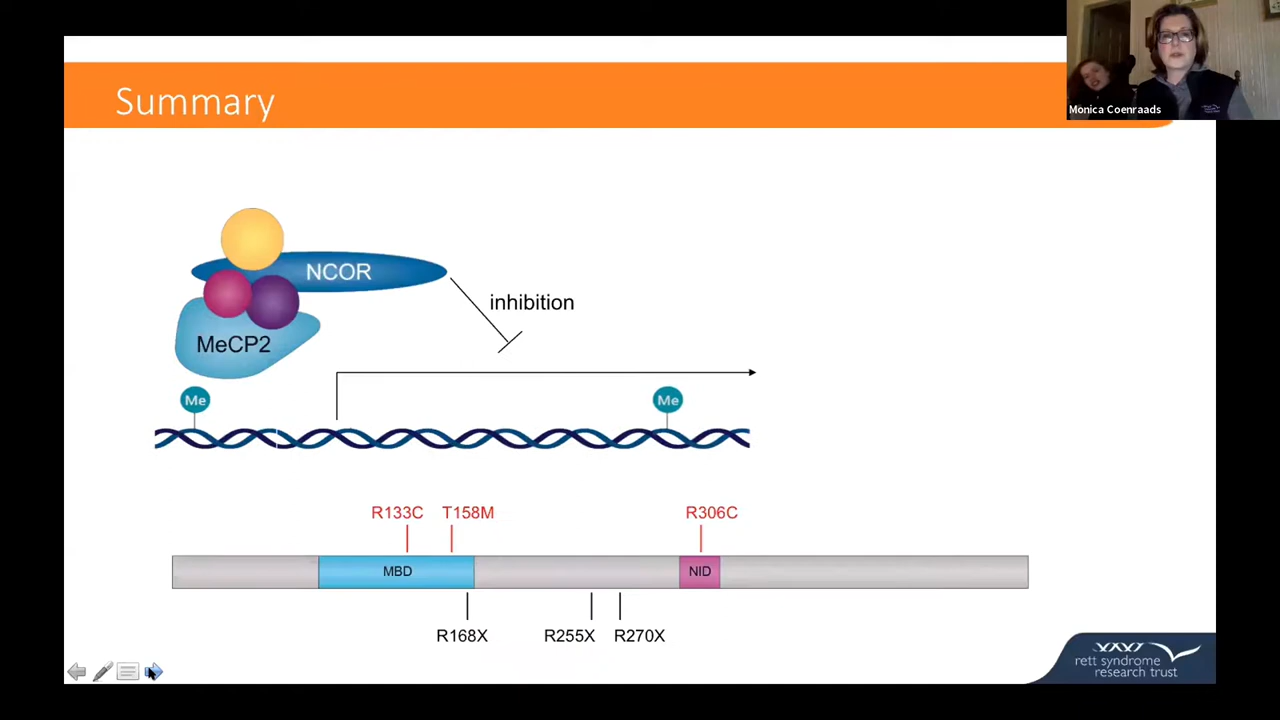 Summary
Monica Coenraads
NCOR
inhibition
MeCP2
Me
Me
R133C
T158M
R306C
MBD
NID
R168X
R255X
R270X
rett syndrome
research trust